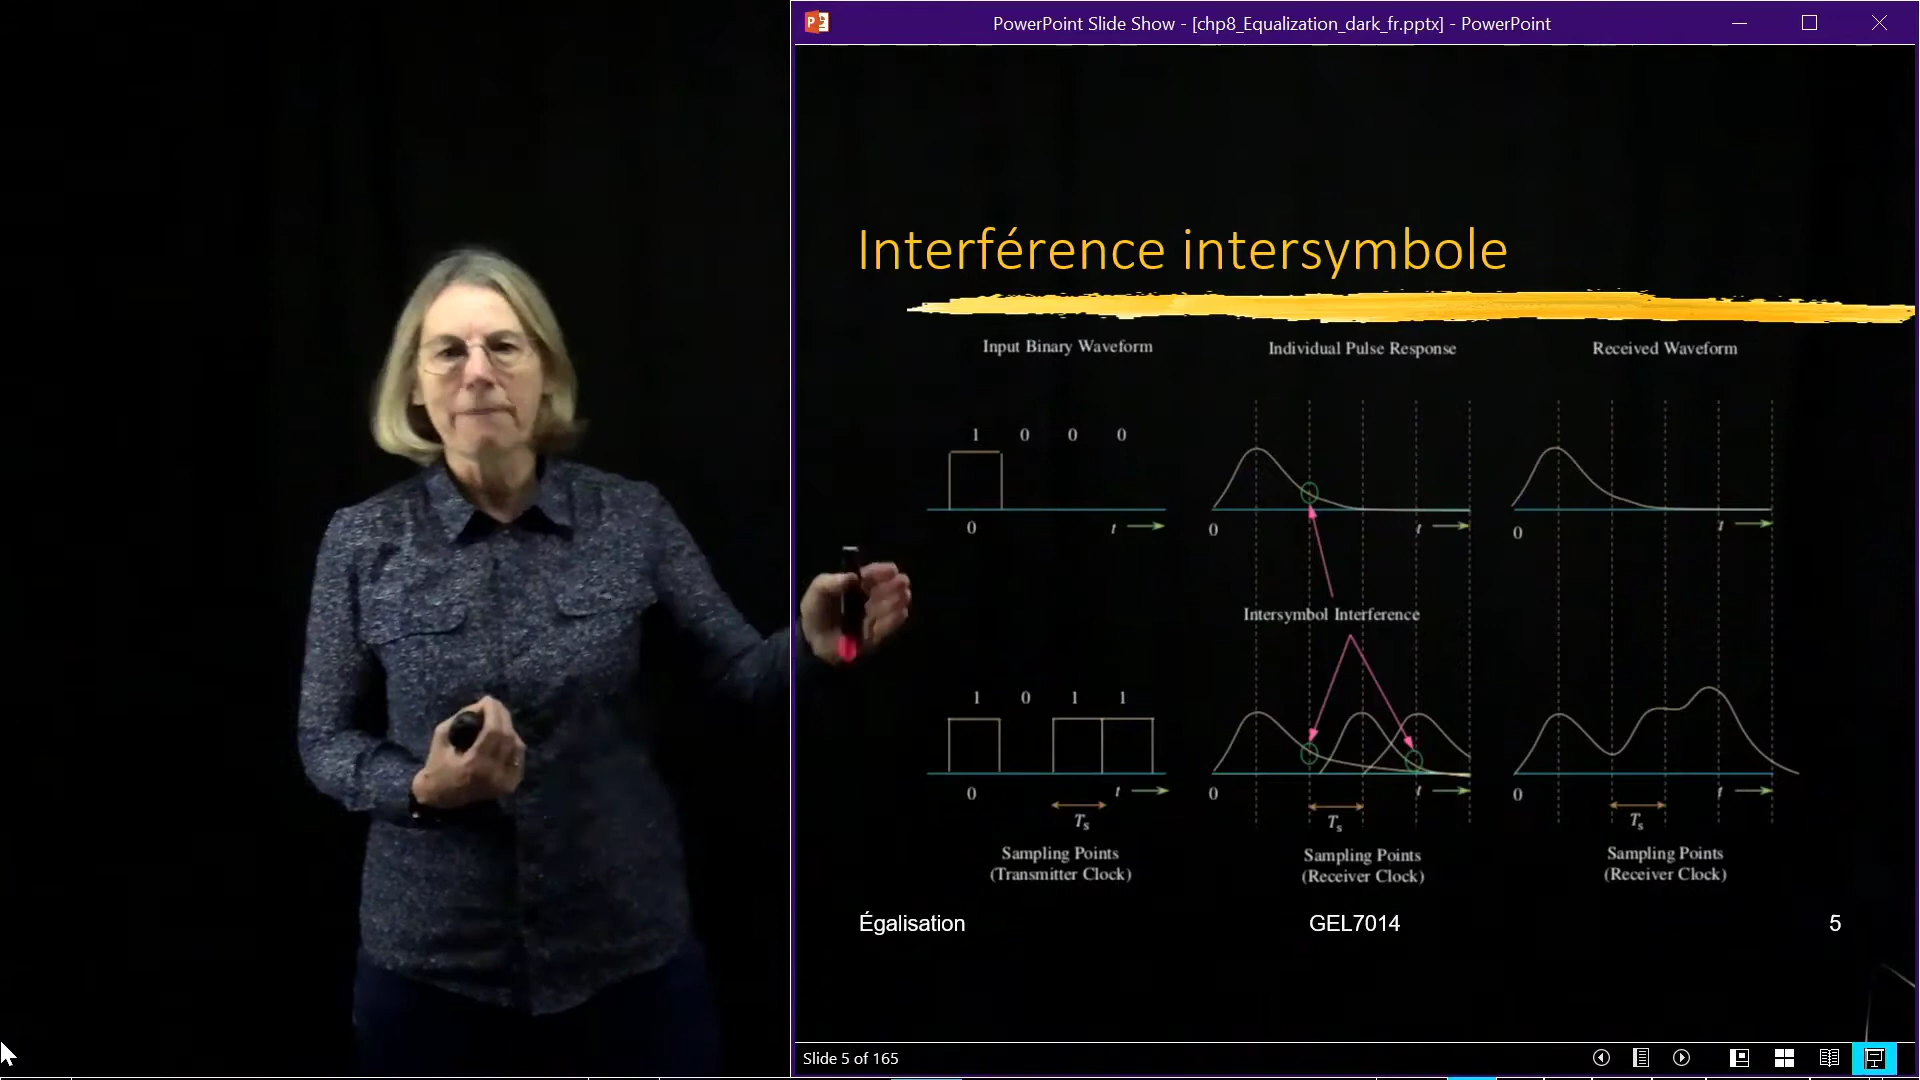 PowerPoint Slide Show - [chp8_Equalization_dark_fr.pptx] - PowerPoint
Interférence intersymbole
Input Binary Waveform
Individual Pulse Response
Received Waveform
1 0 0 0
0 t
0 t
0 t
Intersymbol Interference
1 0 1 1
0 t
0 t
0 t
Ts
Ts
Ts
Sampling Points
(Transmitter Clock)
Sampling Points
(Receiver Clock)
Sampling Points
(Receiver Clock)
Égalisation GEL7014 5
Slide 5 of 165